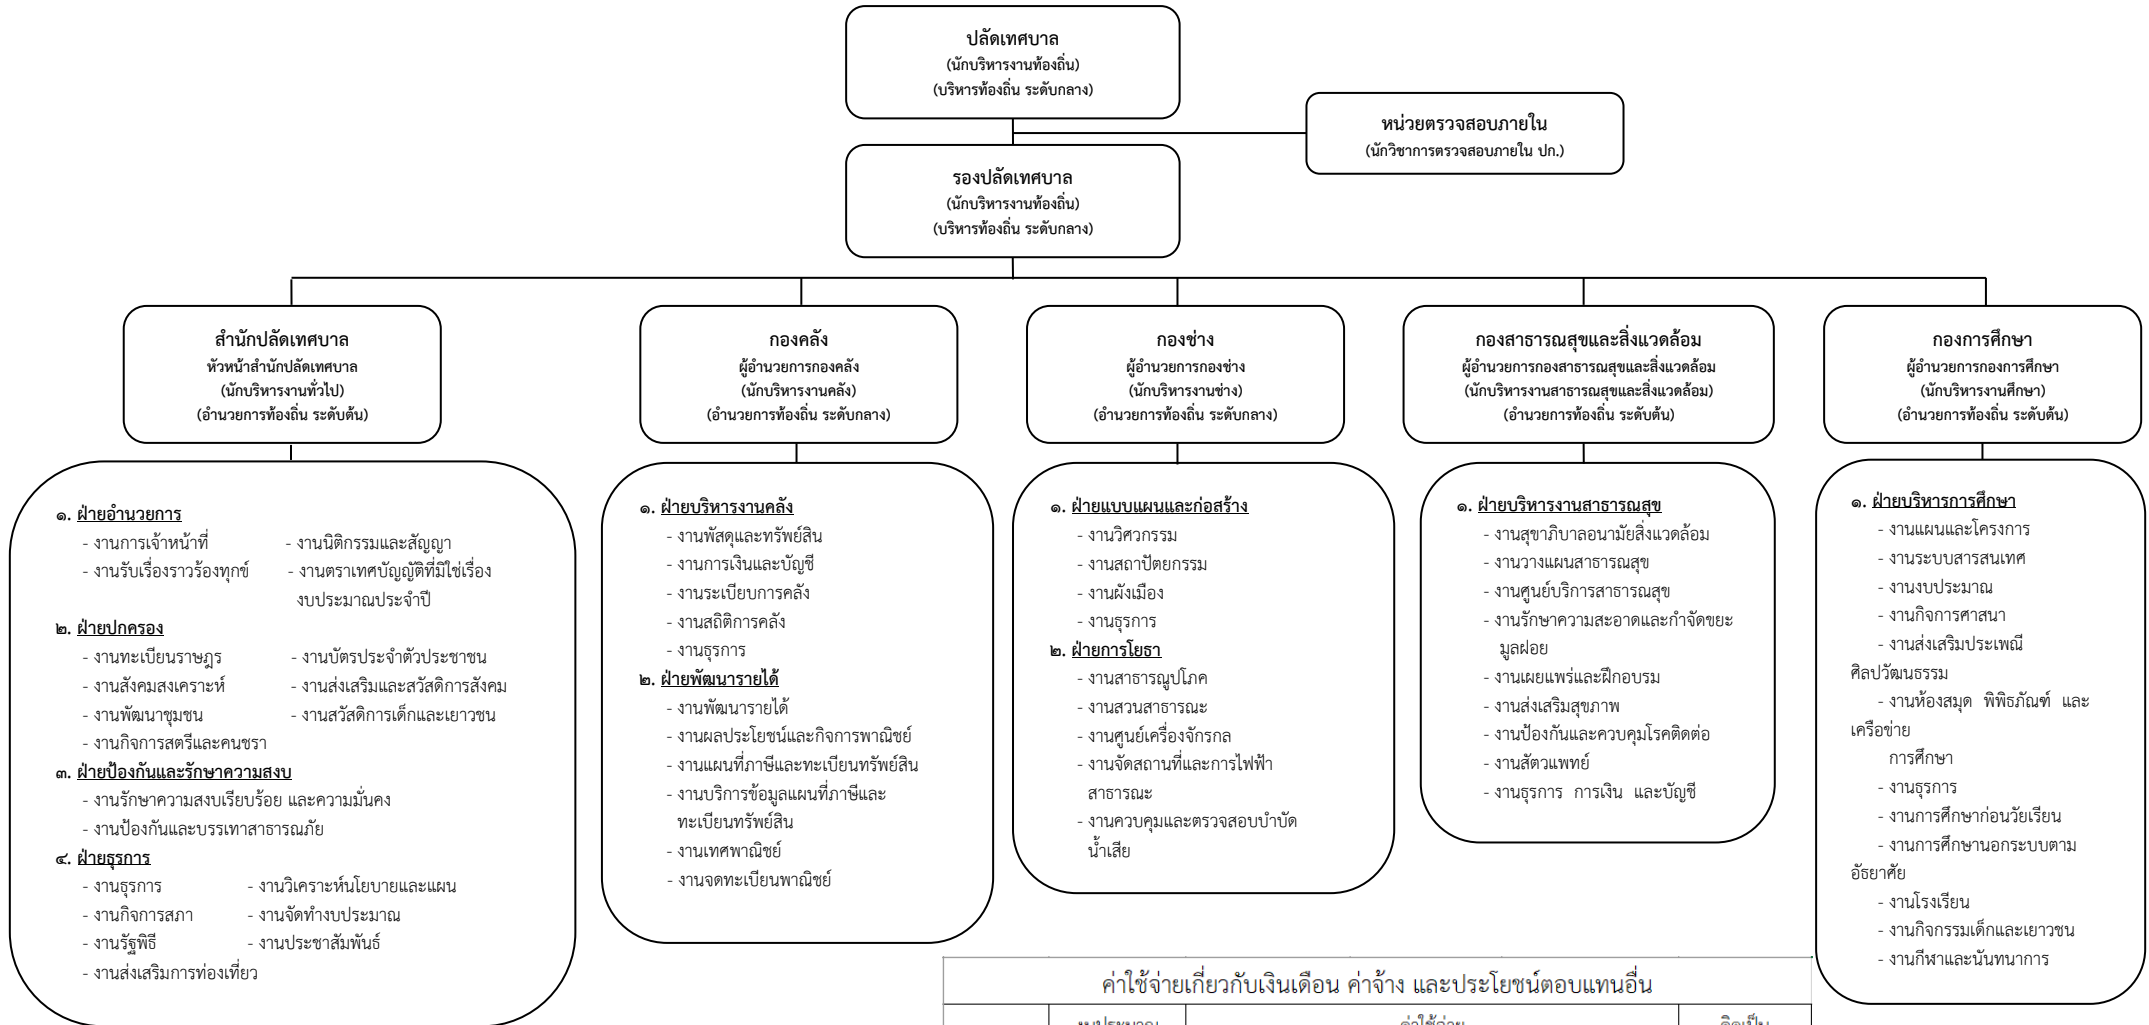 ปลัดเทศบาล
(นักบริหารงานท้องถิ่น)
(บริหารท้องถิ่น ระดับกลาง)
หน่วยตรวจสอบภายใน
(นักวิชาการตรวจสอบภายใน ปก.)
รองปลัดเทศบาล
(นักบริหารงานท้องถิ่น)
(บริหารท้องถิ่น ระดับกลาง)
สำนักปลัดเทศบาล
หัวหน้าสำนักปลัดเทศบาล
(นักบริหารงานทั่วไป)
(อำนวยการท้องถิ่น ระดับต้น)
กองคลัง
ผู้อำนวยการกองคลัง
(นักบริหารงานคลัง)
(อำนวยการท้องถิ่น ระดับกลาง)
กองช่าง
ผู้อำนวยการกองช่าง
(นักบริหารงานช่าง)
(อำนวยการท้องถิ่น ระดับกลาง)
กองสาธารณสุขและสิ่งแวดล้อม
ผู้อำนวยการกองสาธารณสุขและสิ่งแวดล้อม
(นักบริหารงานสาธารณสุขและสิ่งแวดล้อม)
(อำนวยการท้องถิ่น ระดับต้น)
กองการศึกษา
ผู้อำนวยการกองการศึกษา
(นักบริหารงานศึกษา)
(อำนวยการท้องถิ่น ระดับต้น)
๑. ฝ่ายอำนวยการ
- งานการเจ้าหน้าที่ - งานนิติกรรมและสัญญา
- งานรับเรื่องราวร้องทุกข์ - งานตราเทศบัญญัติที่มิใช่เรื่อง
งบประมาณประจำปี
๒. ฝ่ายปกครอง
- งานทะเบียนราษฎร - งานบัตรประจำตัวประชาชน
- งานสังคมสงเคราะห์ - งานส่งเสริมและสวัสดิการสังคม
- งานพัฒนาชุมชน - งานสวัสดิการเด็กและเยาวชน
- งานกิจการสตรีและคนชรา
๓. ฝ่ายป้องกันและรักษาความสงบ
- งานรักษาความสงบเรียบร้อย และความมั่นคง
- งานป้องกันและบรรเทาสาธารณภัย
๔. ฝ่ายธุรการ
- งานธุรการ - งานวิเคราะห์นโยบายและแผน
- งานกิจการสภา - งานจัดทำงบประมาณ
- งานรัฐพิธี - งานประชาสัมพันธ์
- งานส่งเสริมการท่องเที่ยว
๑. ฝ่ายบริหารงานคลัง
- งานพัสดุและทรัพย์สิน
- งานการเงินและบัญชี
- งานระเบียบการคลัง
- งานสถิติการคลัง
- งานธุรการ
๒. ฝ่ายพัฒนารายได้
- งานพัฒนารายได้
- งานผลประโยชน์และกิจการพาณิชย์
- งานแผนที่ภาษีและทะเบียนทรัพย์สิน
- งานบริการข้อมูลแผนที่ภาษีและ
ทะเบียนทรัพย์สิน
- งานเทศพาณิชย์
- งานจดทะเบียนพาณิชย์
๑. ฝ่ายแบบแผนและก่อสร้าง
- งานวิศวกรรม
- งานสถาปัตยกรรม
- งานผังเมือง
- งานธุรการ
๒. ฝ่ายการโยธา
- งานสาธารณูปโภค
- งานสวนสาธารณะ
- งานศูนย์เครื่องจักรกล
- งานจัดสถานที่และการไฟฟ้า
สาธารณะ
- งานควบคุมและตรวจสอบบำบัด
น้ำเสีย
๑. ฝ่ายบริหารงานสาธารณสุข
- งานสุขาภิบาลอนามัยสิ่งแวดล้อม
- งานวางแผนสาธารณสุข
- งานศูนย์บริการสาธารณสุข
- งานรักษาความสะอาดและกำจัดขยะ
มูลฝอย
- งานเผยแพร่และฝึกอบรม
- งานส่งเสริมสุขภาพ
- งานป้องกันและควบคุมโรคติดต่อ
- งานสัตวแพทย์
- งานธุรการ การเงิน และบัญชี
๑. ฝ่ายบริหารการศึกษา
- งานแผนและโครงการ
- งานระบบสารสนเทศ
- งานงบประมาณ
- งานกิจการศาสนา
- งานส่งเสริมประเพณี
ศิลปวัฒนธรรม
- งานห้องสมุด พิพิธภัณฑ์ และ
เครือข่าย
การศึกษา
- งานธุรการ
- งานการศึกษาก่อนวัยเรียน
- งานการศึกษานอกระบบตาม
อัธยาศัย
- งานโรงเรียน
- งานกิจกรรมเด็กและเยาวชน
- งานกีฬาและนันทนาการ
ค่าใช้จ่ายเกี่ยวกับเงินเดือน ค่าจ้าง และประโยชน์ตอบแทนอื่น
งบประมาณ ค่าใช้จ่าย คิดเป็น